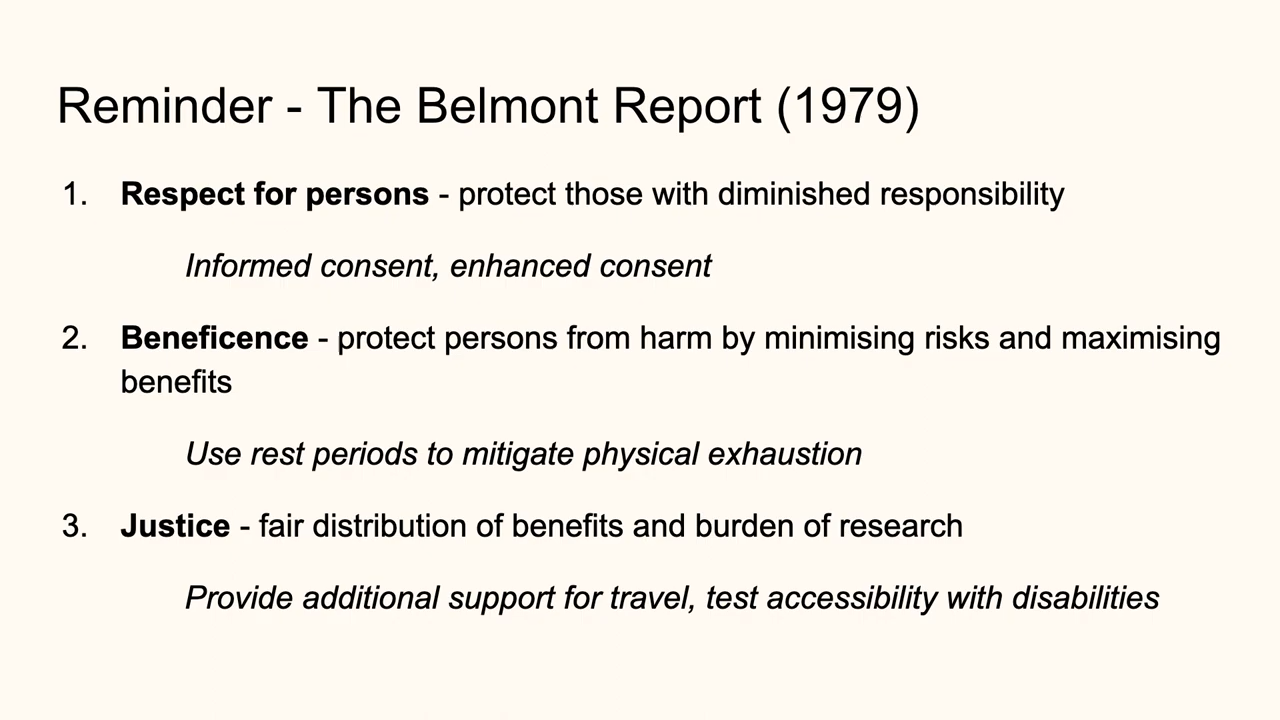 Reminder - The Belmont Report (1979)
1. Respect for persons - protect those with diminished responsibility
Informed consent, enhanced consent
2. Beneficence - protect persons from harm by minimising risks and maximising
benefits
Use rest periods to mitigate physical exhaustion
3. Justice - fair distribution of benefits and burden of research
Provide additional support for travel, test accessibility with disabilities